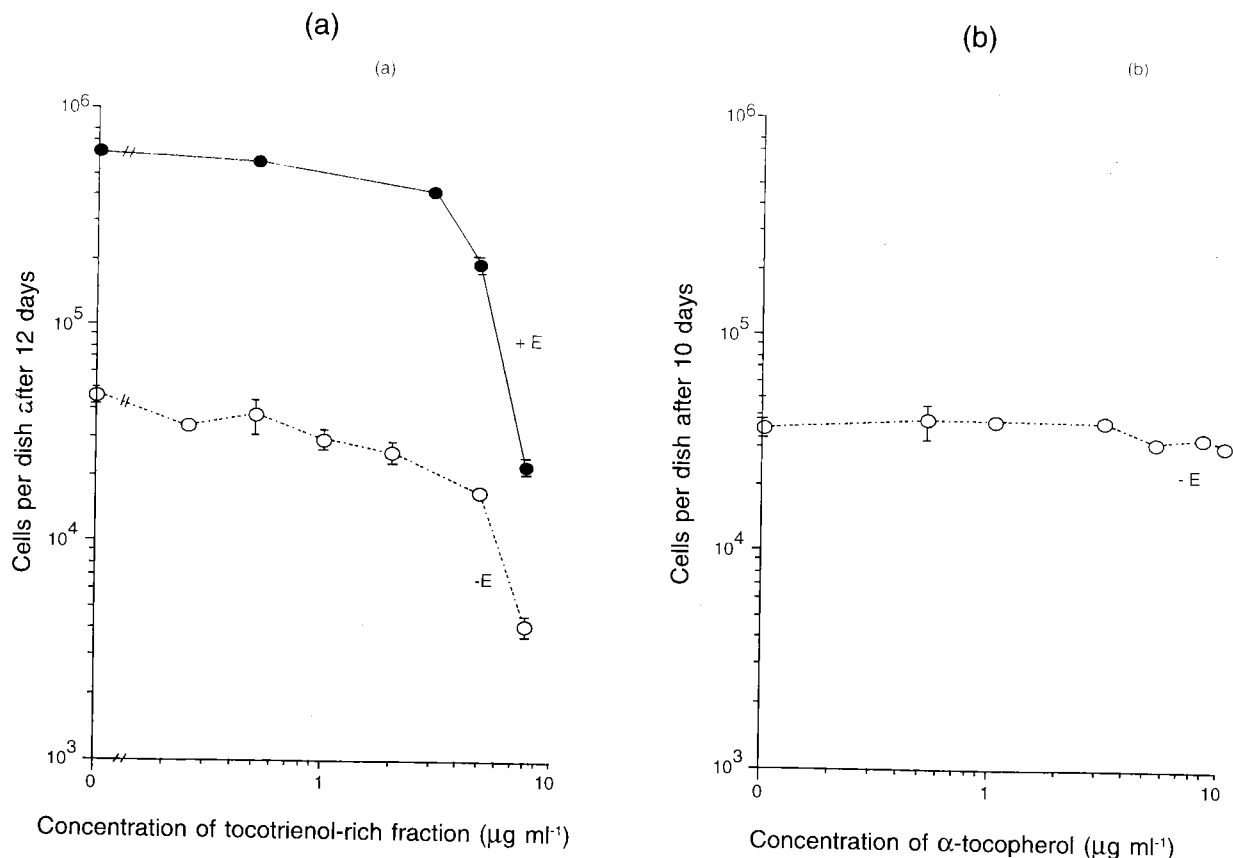 (a)
(a)
10⁶
10⁵
10⁴
10³
0
1
10
+ E
-E
Cells per dish after 12 days
Concentration of tocotrienol-rich fraction (μg ml⁻¹)
(b)
(b)
10⁶
10⁵
10⁴
10³
0
1
10
- E
Cells per dish after 10 days
Concentration of α-tocopherol (μg ml⁻¹)